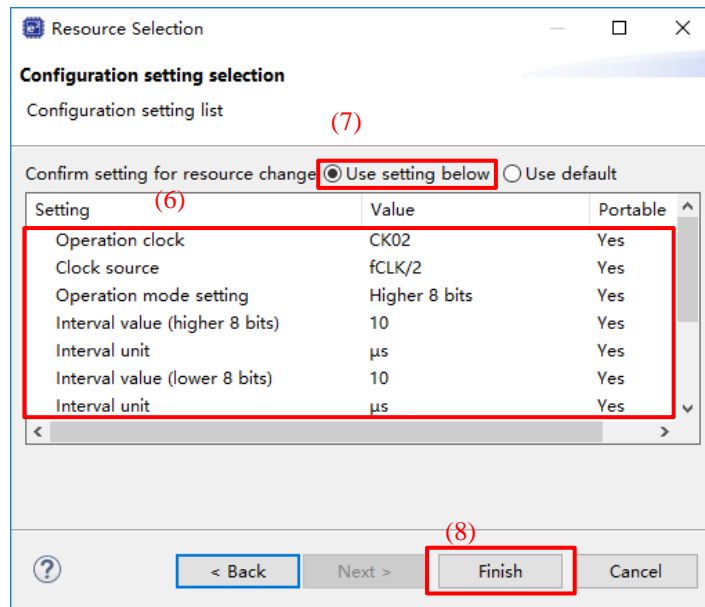 Resource Selection
Configuration setting selection
Configuration setting list
(7)
Confirm setting for resource change Use setting below Use default
(6)
Setting Value Portable
Operation clock CK02 Yes
Clock source fCLK/2 Yes
Operation mode setting Higher 8 bits Yes
Interval value (higher 8 bits) 10 Yes
Interval unit µs Yes
Interval value (lower 8 bits) 10 Yes
Interval unit µs Yes
(8)
? < Back Next > Finish Cancel